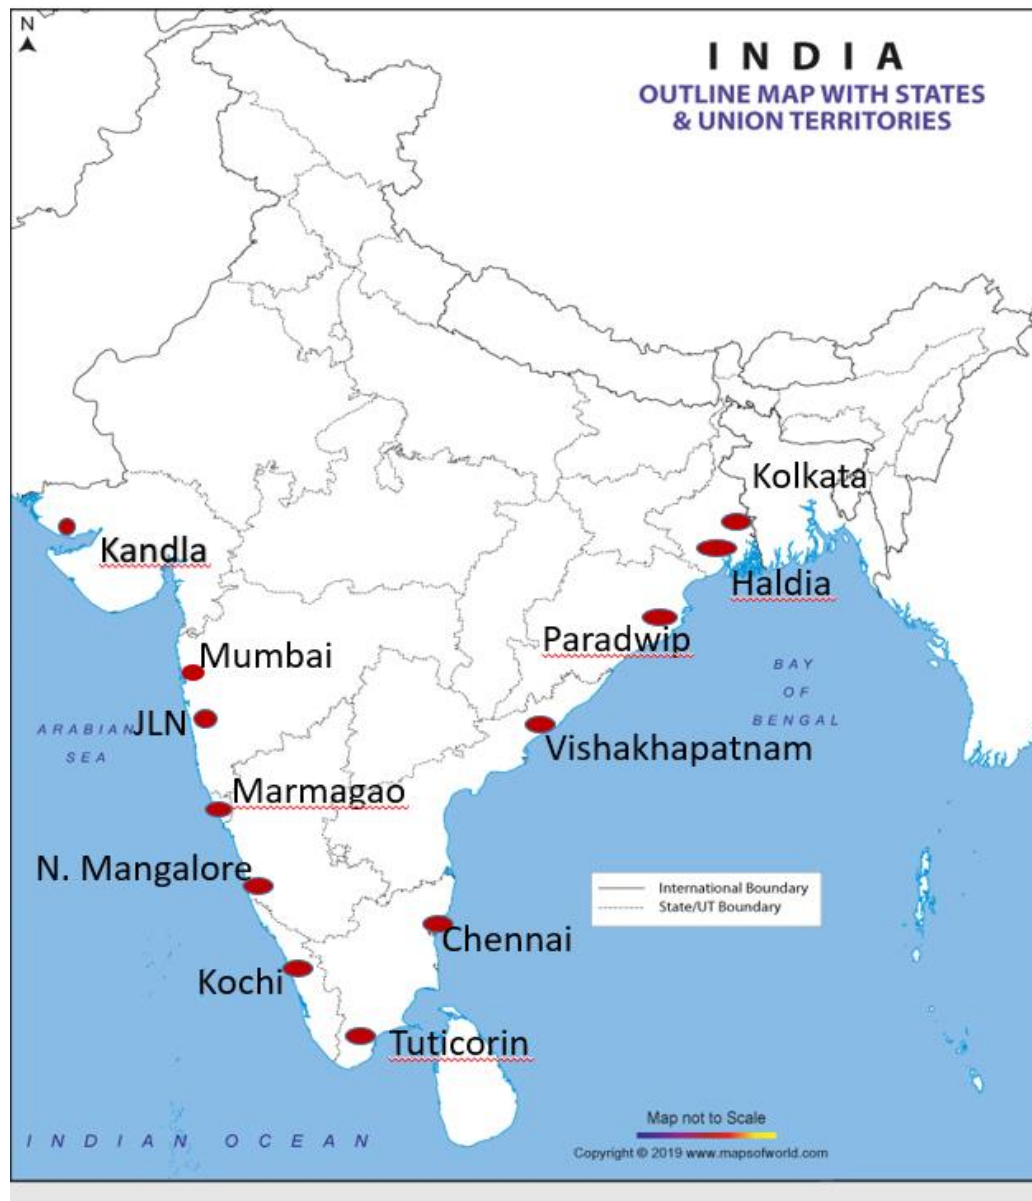 N
INDIA
OUTLINE MAP WITH STATES
& UNION TERRITORIES
Kolkata
Kandla
Haldia
Paradwip
Mumbai
BAY
OF
BENGAL
JLN
ARABIAN
SEA
Vishakhapatnam
Marmagao
N. Mangalore
International Boundary
State/UT Boundary
Chennai
Kochi
Tuticorin
Map not to Scale
INDIAN OCEAN
Copyright © 2019 www.mapsofworld.com